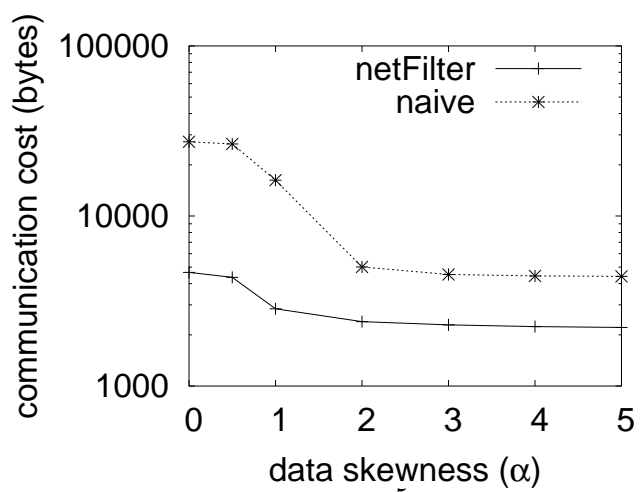 communication cost (bytes)
100000
10000
1000
netFilter
naive
0 1 2 3 4 5
data skewness (α)